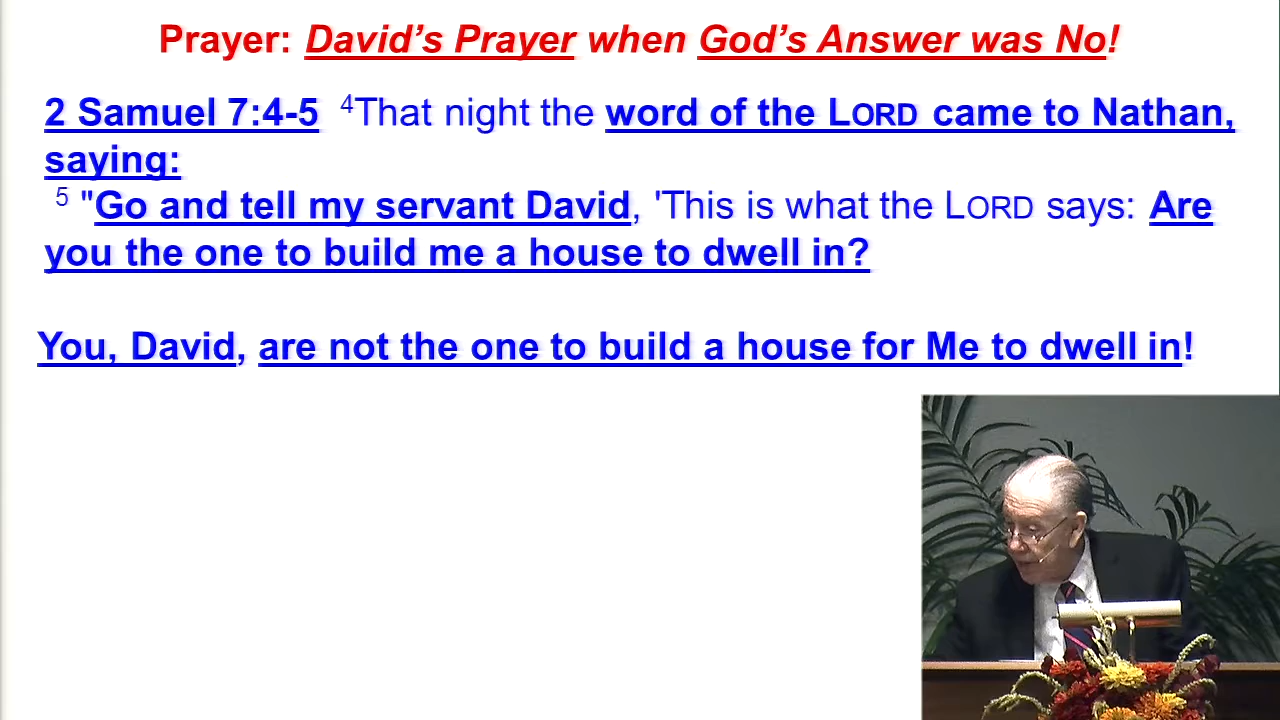 Prayer: David’s Prayer when God’s Answer was No!
2 Samuel 7:4-5 ⁴That night the word of the LORD came to Nathan,
saying:
⁵ "Go and tell my servant David, 'This is what the LORD says: Are
you the one to build me a house to dwell in?
You, David, are not the one to build a house for Me to dwell in!